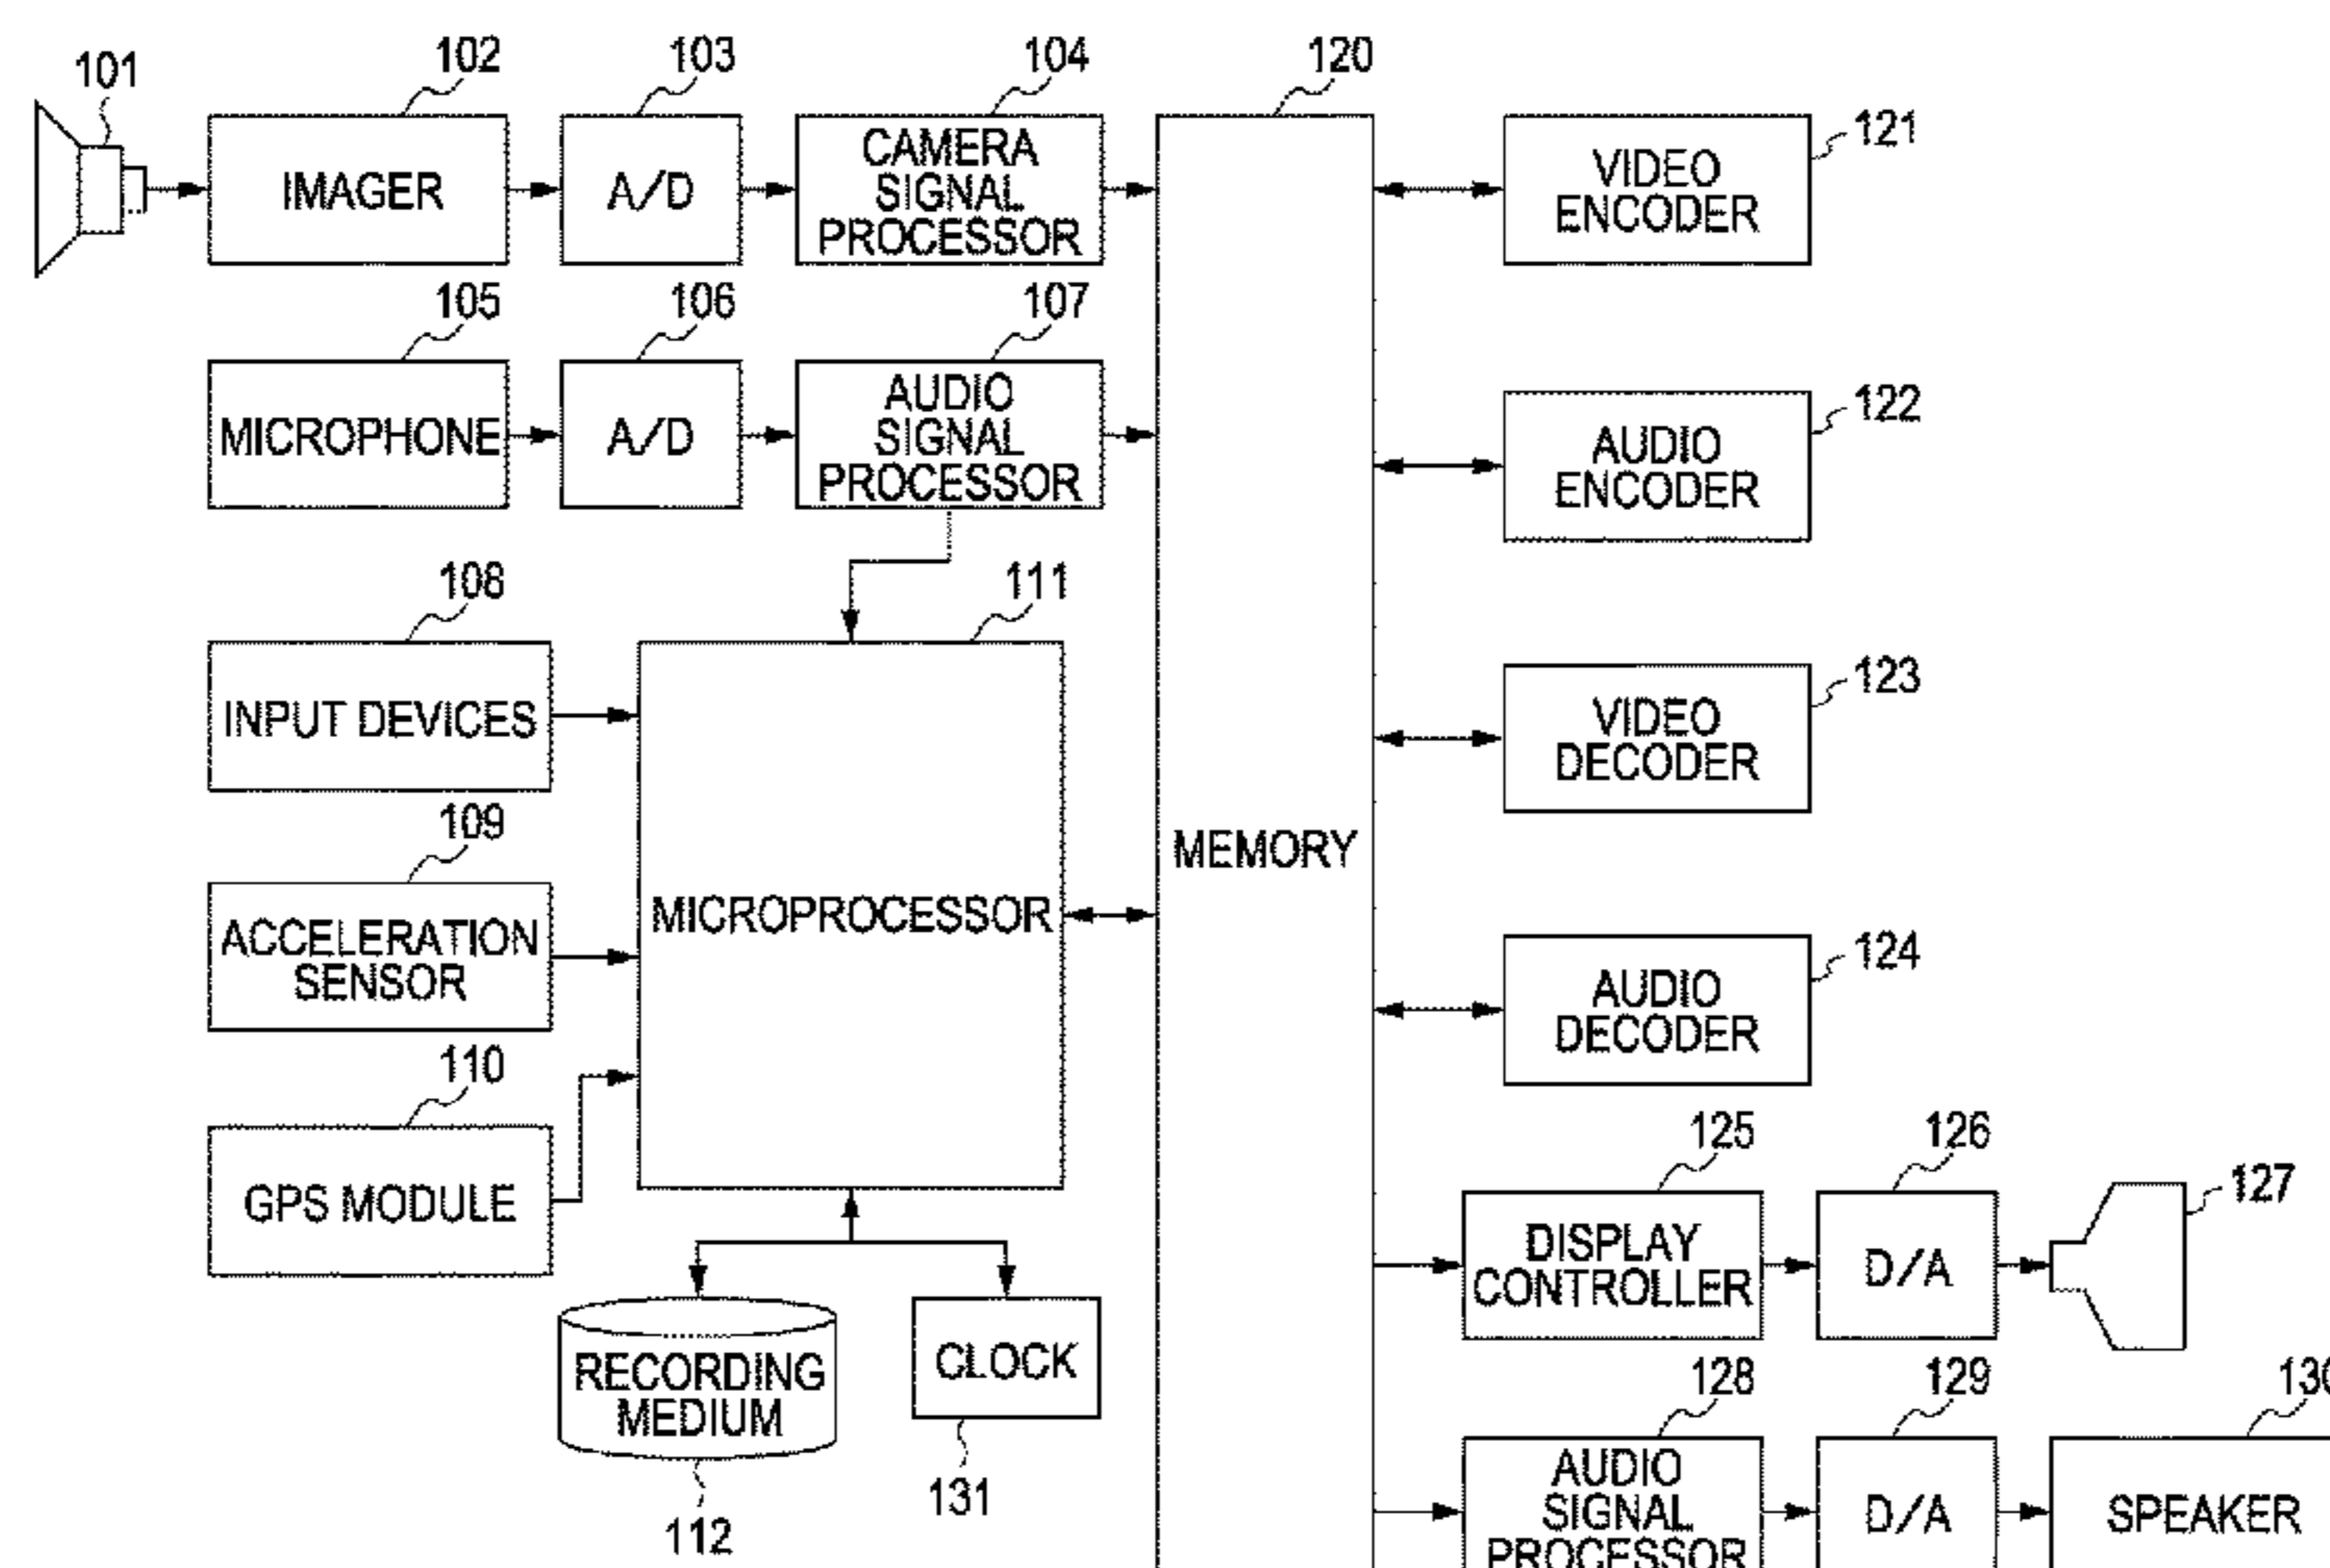 101
102
103
104
120
IMAGER
A/D
CAMERA
SIGNAL
PROCESSOR
121
VIDEO
ENCODER
105
106
107
MICROPHONE
A/D
AUDIO
SIGNAL
PROCESSOR
122
AUDIO
ENCODER
108
111
INPUT DEVICES
123
VIDEO
DECODER
109
MICROPROCESSOR
MEMORY
ACCELERATION
SENSOR
124
AUDIO
DECODER
110
GPS MODULE
125
126
127
DISPLAY
CONTROLLER
D/A
RECORDING
MEDIUM
CLOCK
112
131
128
129
130
AUDIO
SIGNAL
PROCESSOR
D/A
SPEAKER